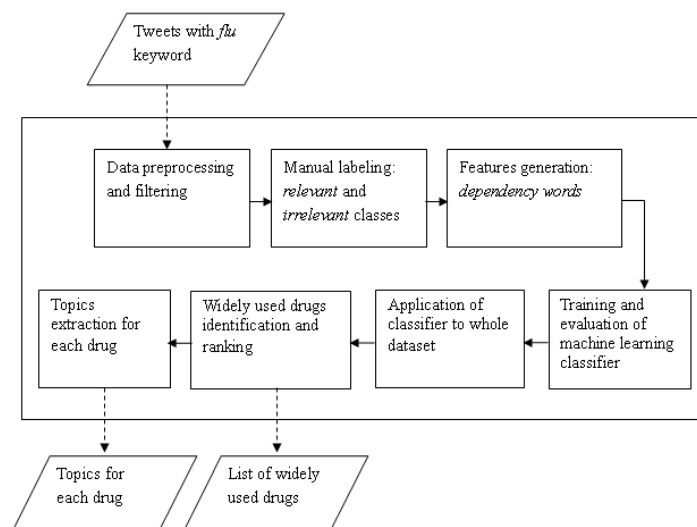 Tweets with flu
keyword
Data preprocessing
and filtering
Manual labeling:
relevant and
irrelevant classes
Features generation:
dependency words
Topics
extraction for
each drug
Widely used drugs
identification and
ranking
Application of
classifier to whole
dataset
Training and
evaluation of
machine learning
classifier
Topics for
each drug
List of widely
used drugs